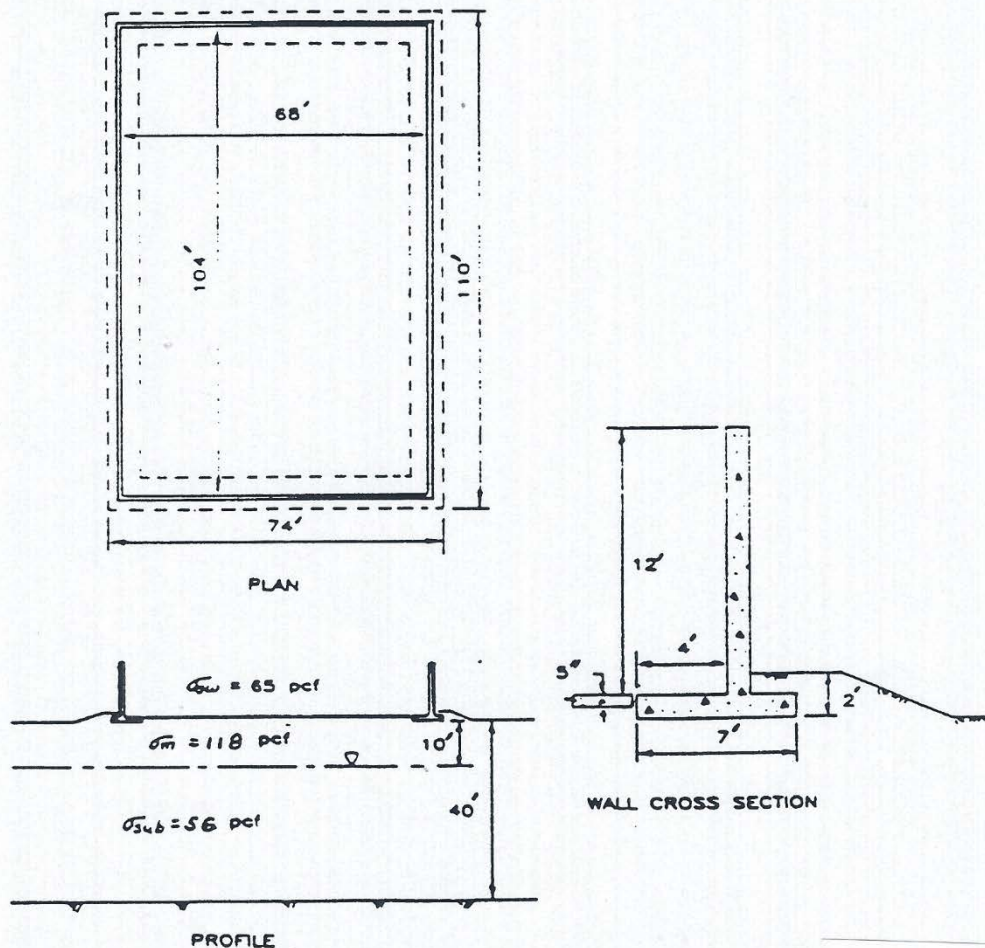 68'
104'
110'
74'
PLAN
12'
4'
5"
2'
7'
WALL CROSS SECTION
σsw = 65 pcf
σm = 118 pcf
10'
σsub = 56 pcf
40'
PROFILE